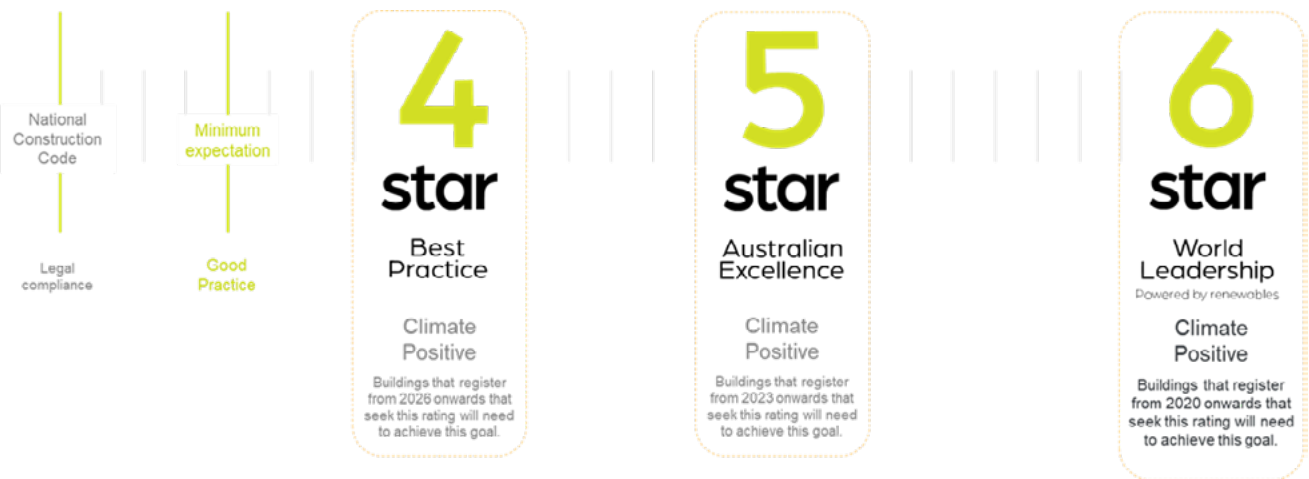 National
Construction
Code
Legal
compliance
Minimum
expectation
Good
Practice
4
star
Best
Practice
Climate
Positive
Buildings that register
from 2026 onwards that
seek this rating will need
to achieve this goal.
5
star
Australian
Excellence
Climate
Positive
Buildings that register
from 2023 onwards that
seek this rating will need
to achieve this goal.
6
star
World
Leadership
Powered by renewables
Climate
Positive
Buildings that register
from 2020 onwards that
seek this rating will need
to achieve this goal.